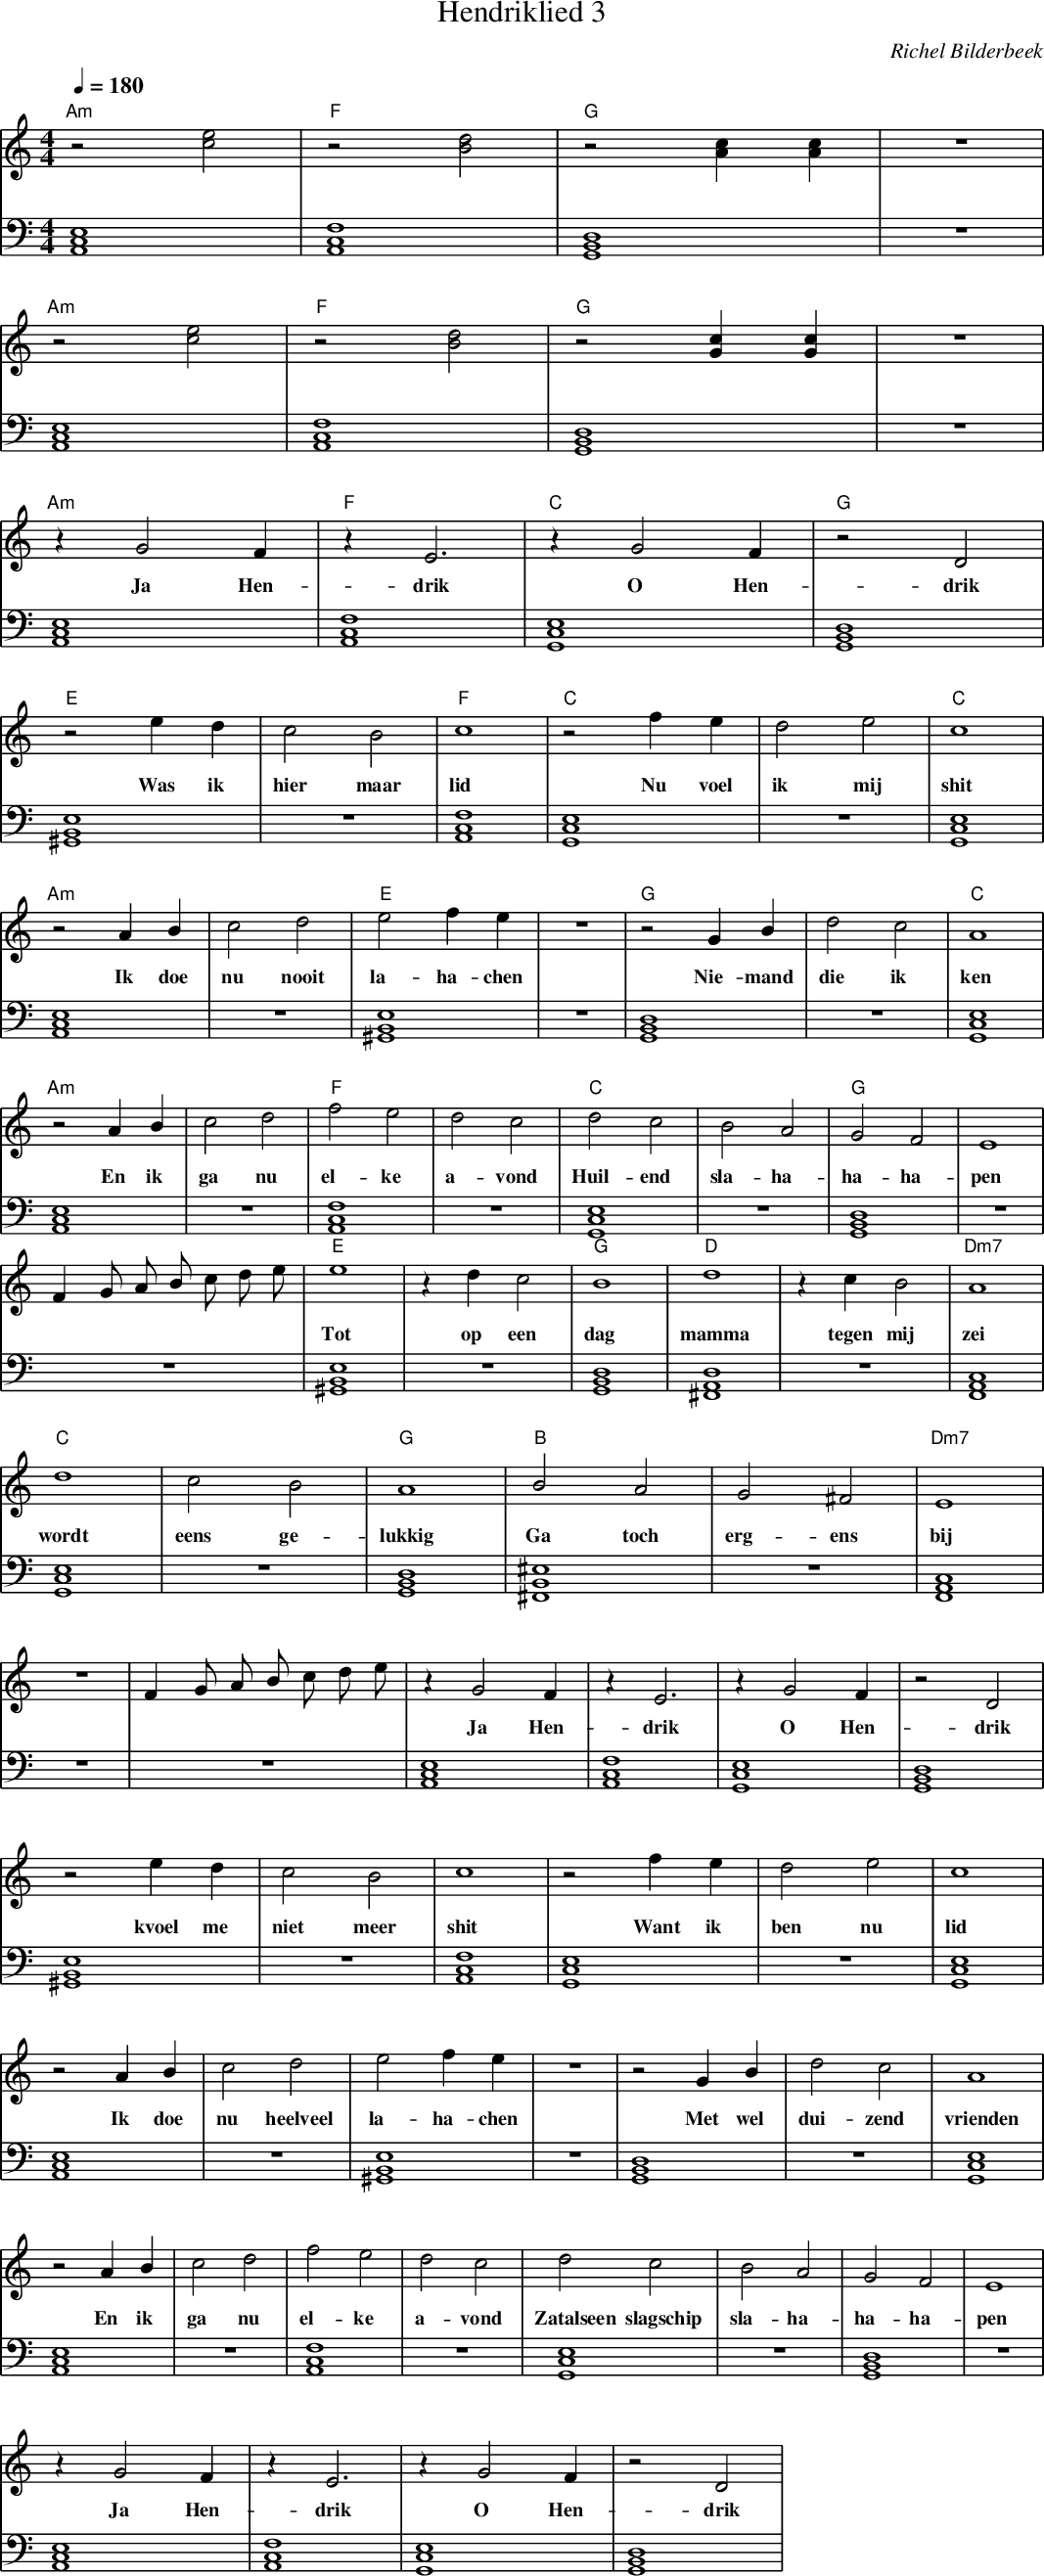 Hendriklied 3
Richel Bilderbeek
♩ = 180
Am F G
Am F G
Am F C G
Ja Hen- - drik O Hen- - drik
E F C C
Was ik hier maar lid Nu voel ik mij shit
Am E G C
Ik doe nu nooit la - ha - chen Nie - mand die ik ken
Am F C G
En ik ga nu el - ke a - vond Huil - end sla - ha - ha - ha - pen
E G D Dm7
Tot op een dag mamma tegen mij zei
C G B Dm7
wordt eens ge - lukkig Ga toch erg - ens bij
Ja Hen- - drik O Hen- - drik
kvoel me niet meer shit Want ik ben nu lid
Ik doe nu heelveel la - ha - chen Met wel dui - zend vrienden
En ik ga nu el - ke a - vond Zatalseen slagschip sla - ha - ha - ha - pen
Ja Hen- - drik O Hen- - drik